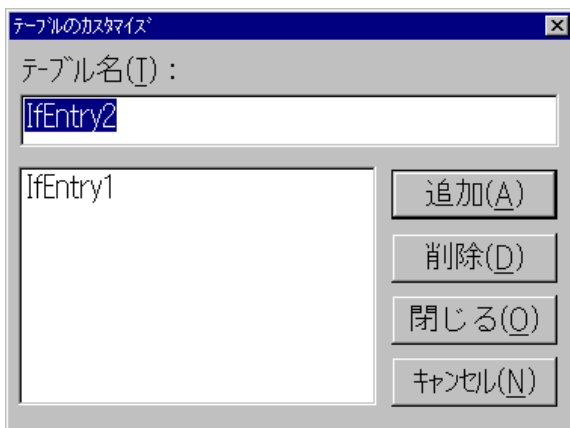 テーブルのカスタマイズ
テーブル名(T)：
IfEntry2
IfEntry1
追加(A)
削除(D)
閉じる(O)
キャンセル(N)